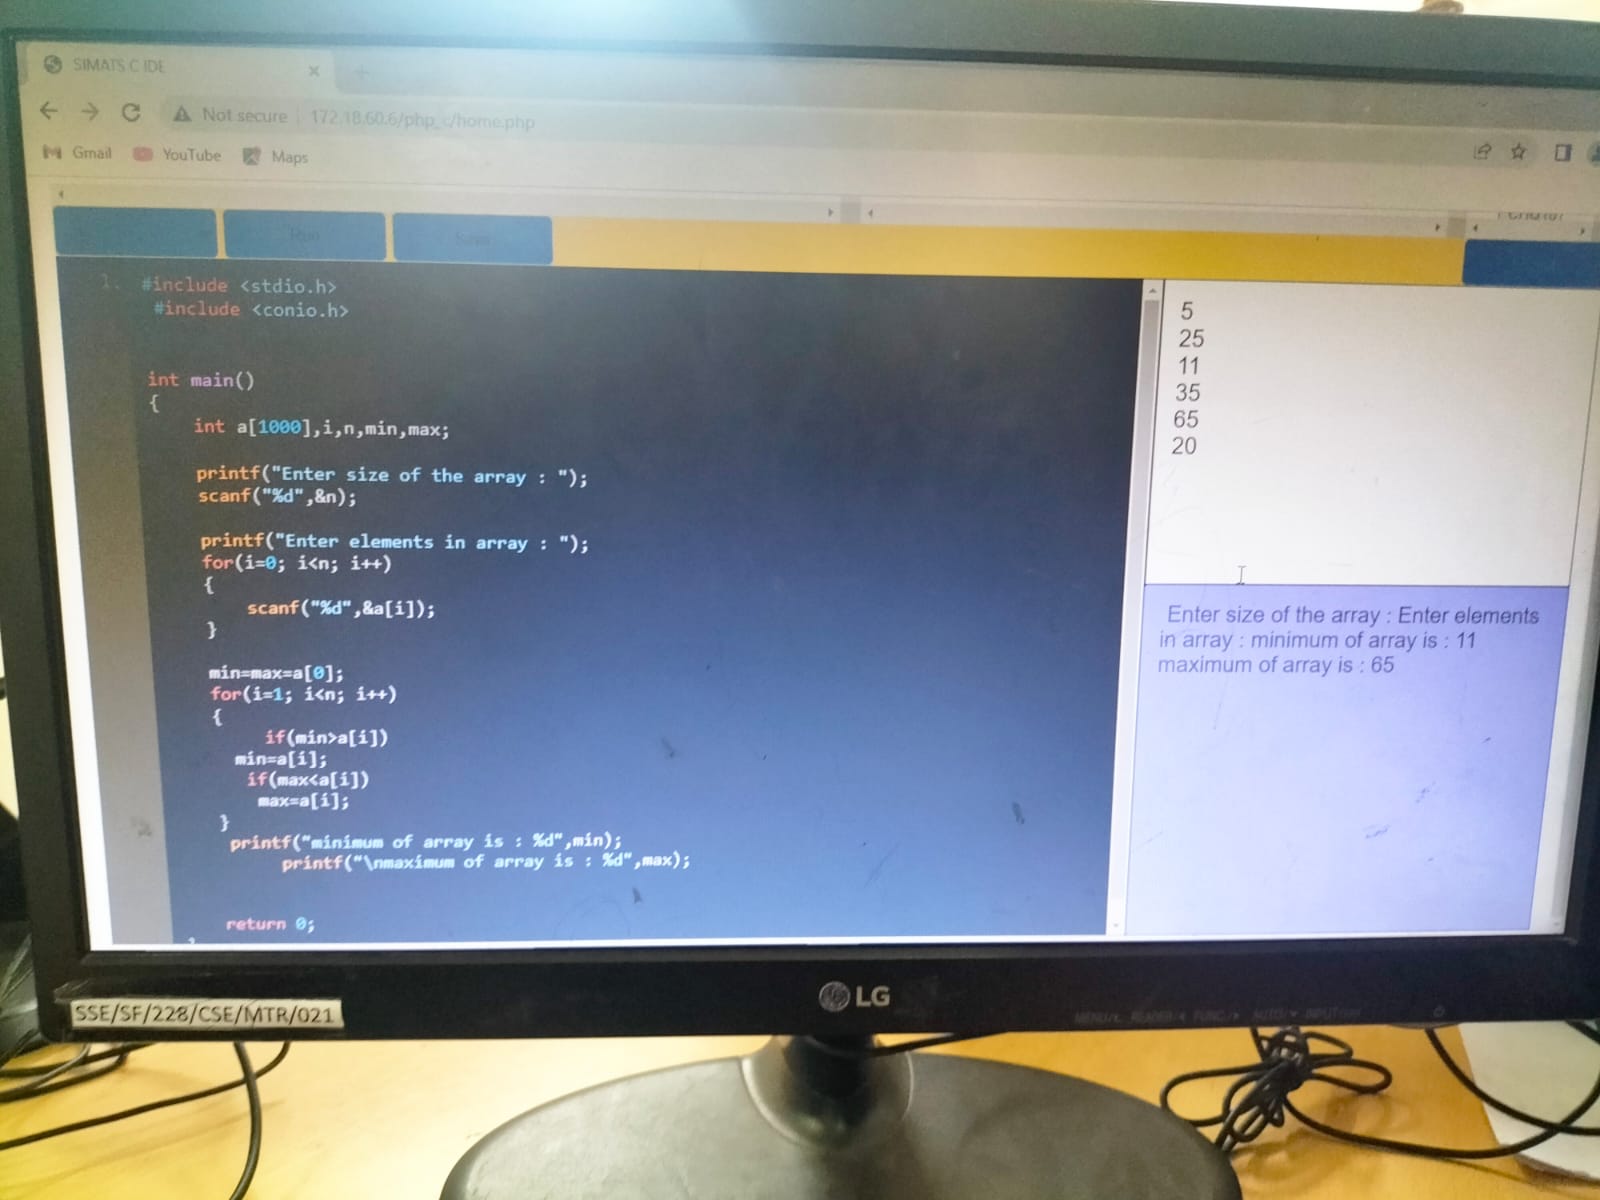 SIMATS C IDE
Not secure 172.18.60.6/php_c/home.php
Gmail YouTube Maps
Run Save
1. #include <stdio.h>
#include <conio.h>
int main()
{
int a[1000],i,n,min,max;
printf("Enter size of the array : ");
scanf("%d",&n);
printf("Enter elements in array : ");
for(i=0; i<n; i++)
{
scanf("%d",&a[i]);
}
min=max=a[0];
for(i=1; i<n; i++)
{
if(min>a[i])
min=a[i];
if(max<a[i])
max=a[i];
}
printf("minimum of array is : %d",min);
printf("\nmaximum of array is : %d",max);
return 0;
5
25
11
35
65
20
Enter size of the array : Enter elements
in array : minimum of array is : 11
maximum of array is : 65
LG
SSE/SF/228/CSE/MTR/021